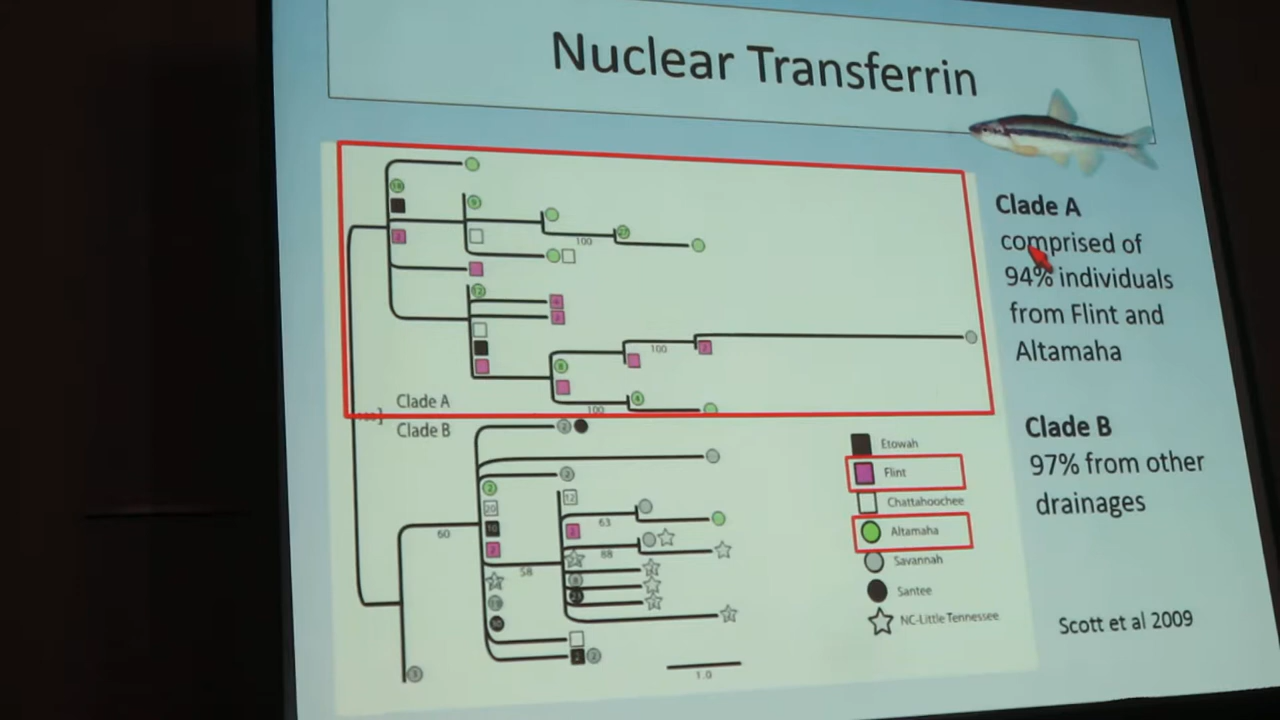 Nuclear Transferrin
Clade A
comprised of
94% individuals
from Flint and
Altamaha
Clade B
97% from other
drainages
Scott et al 2009
100
100
100
Clade A
Clade B
60
58
63
88
1.0
Etowah
Flint
Chattahoochee
Altamaha
Savannah
Santee
NC-Little Tennessee